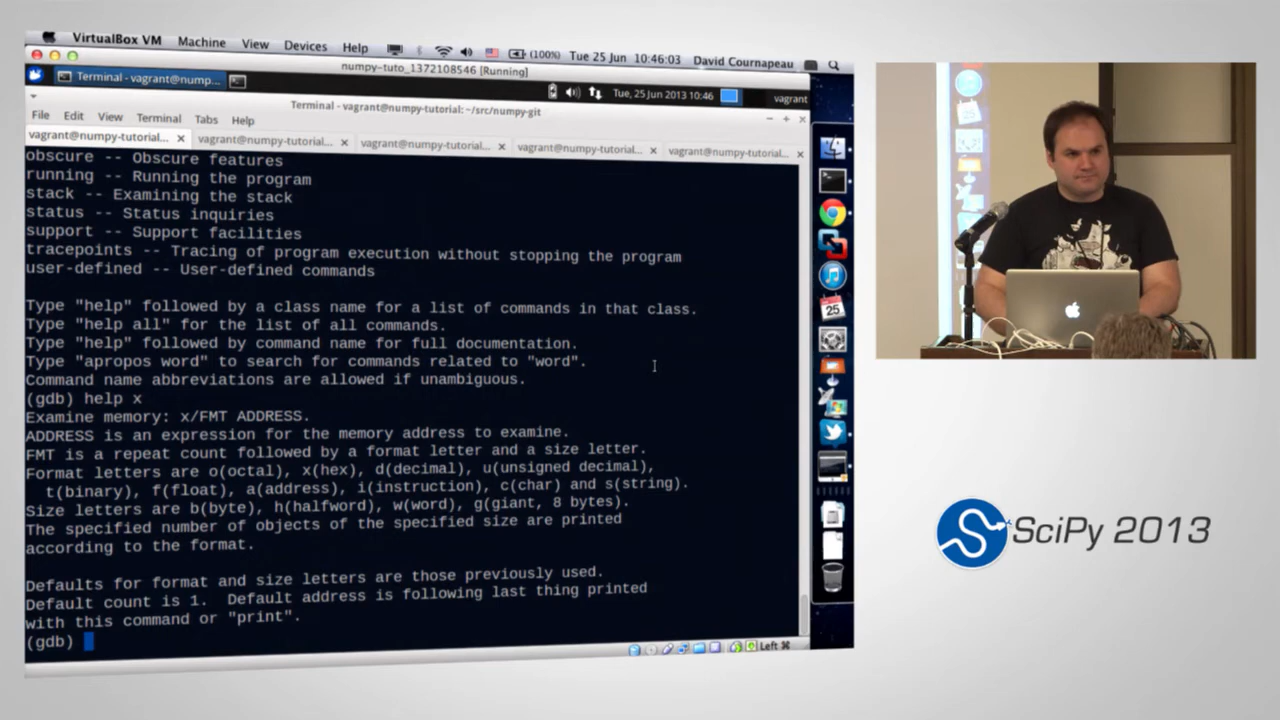 VirtualBox VM Machine View Devices Help (100%) Tue 25 Jun 10:46:03 David Cournapeau
numpy-tuto_1372108546 [Running]
Terminal - vagrant@nump... Tue, 25 Jun 2013 10:46 vagrant
Terminal - vagrant@numpy-tutorial: ~/src/numpy-git
File Edit View Terminal Tabs Help
vagrant@numpy-tutorial... vagrant@numpy-tutorial... vagrant@numpy-tutorial... vagrant@numpy-tutorial... vagrant@numpy-tutorial...
obscure -- Obscure features
running -- Running the program
stack -- Examining the stack
status -- Status inquiries
support -- Support facilities
tracepoints -- Tracing of program execution without stopping the program
user-defined -- User-defined commands
Type "help" followed by a class name for a list of commands in that class.
Type "help all" for the list of all commands.
Type "help" followed by command name for full documentation.
Type "apropos word" to search for commands related to "word".
Command name abbreviations are allowed if unambiguous.
(gdb) help x
Examine memory: x/FMT ADDRESS.
ADDRESS is an expression for the memory address to examine.
FMT is a repeat count followed by a format letter and a size letter.
Format letters are o(octal), x(hex), d(decimal), u(unsigned decimal),
t(binary), f(float), a(address), i(instruction), c(char) and s(string).
Size letters are b(byte), h(halfword), w(word), g(giant, 8 bytes).
The specified number of objects of the specified size are printed
according to the format.
Defaults for format and size letters are those previously used.
Default count is 1.  Default address is following last thing printed
with this command or "print".
(gdb)
Left ⌘
25
SciPy 2013